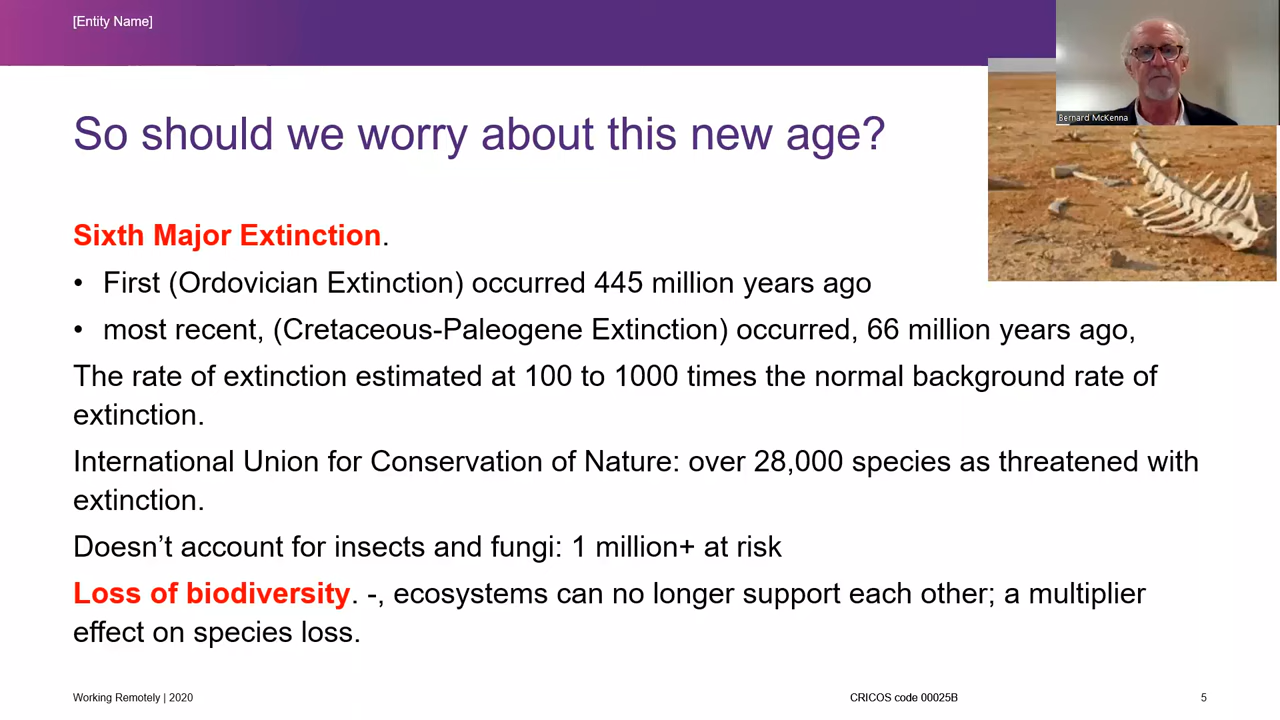 [Entity Name]
Bernard McKenna
So should we worry about this new age?
Sixth Major Extinction.
• First (Ordovician Extinction) occurred 445 million years ago
• most recent, (Cretaceous-Paleogene Extinction) occurred, 66 million years ago,
The rate of extinction estimated at 100 to 1000 times the normal background rate of
extinction.
International Union for Conservation of Nature: over 28,000 species as threatened with
extinction.
Doesn’t account for insects and fungi: 1 million+ at risk
Loss of biodiversity. -, ecosystems can no longer support each other; a multiplier
effect on species loss.
Working Remotely | 2020
CRICOS code 00025B
5